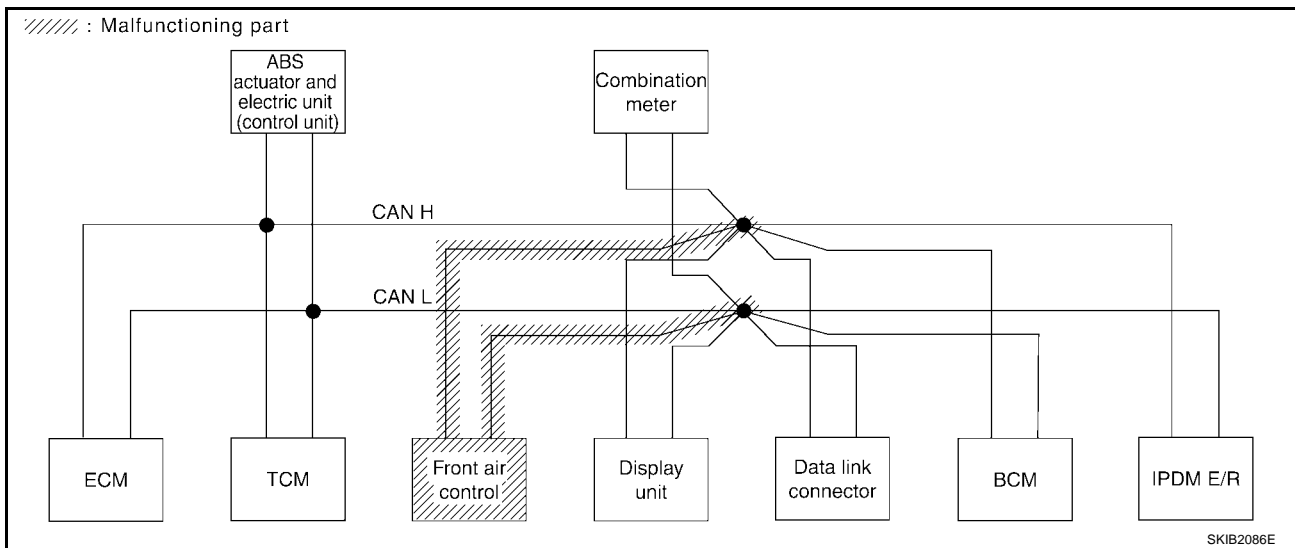 : Malfunctioning part
ABS
actuator and
electric unit
(control unit)
Combination
meter
CAN H
CAN L
ECM
TCM
Front air
control
Display
unit
Data link
connector
BCM
IPDM E/R
SKIB2086E